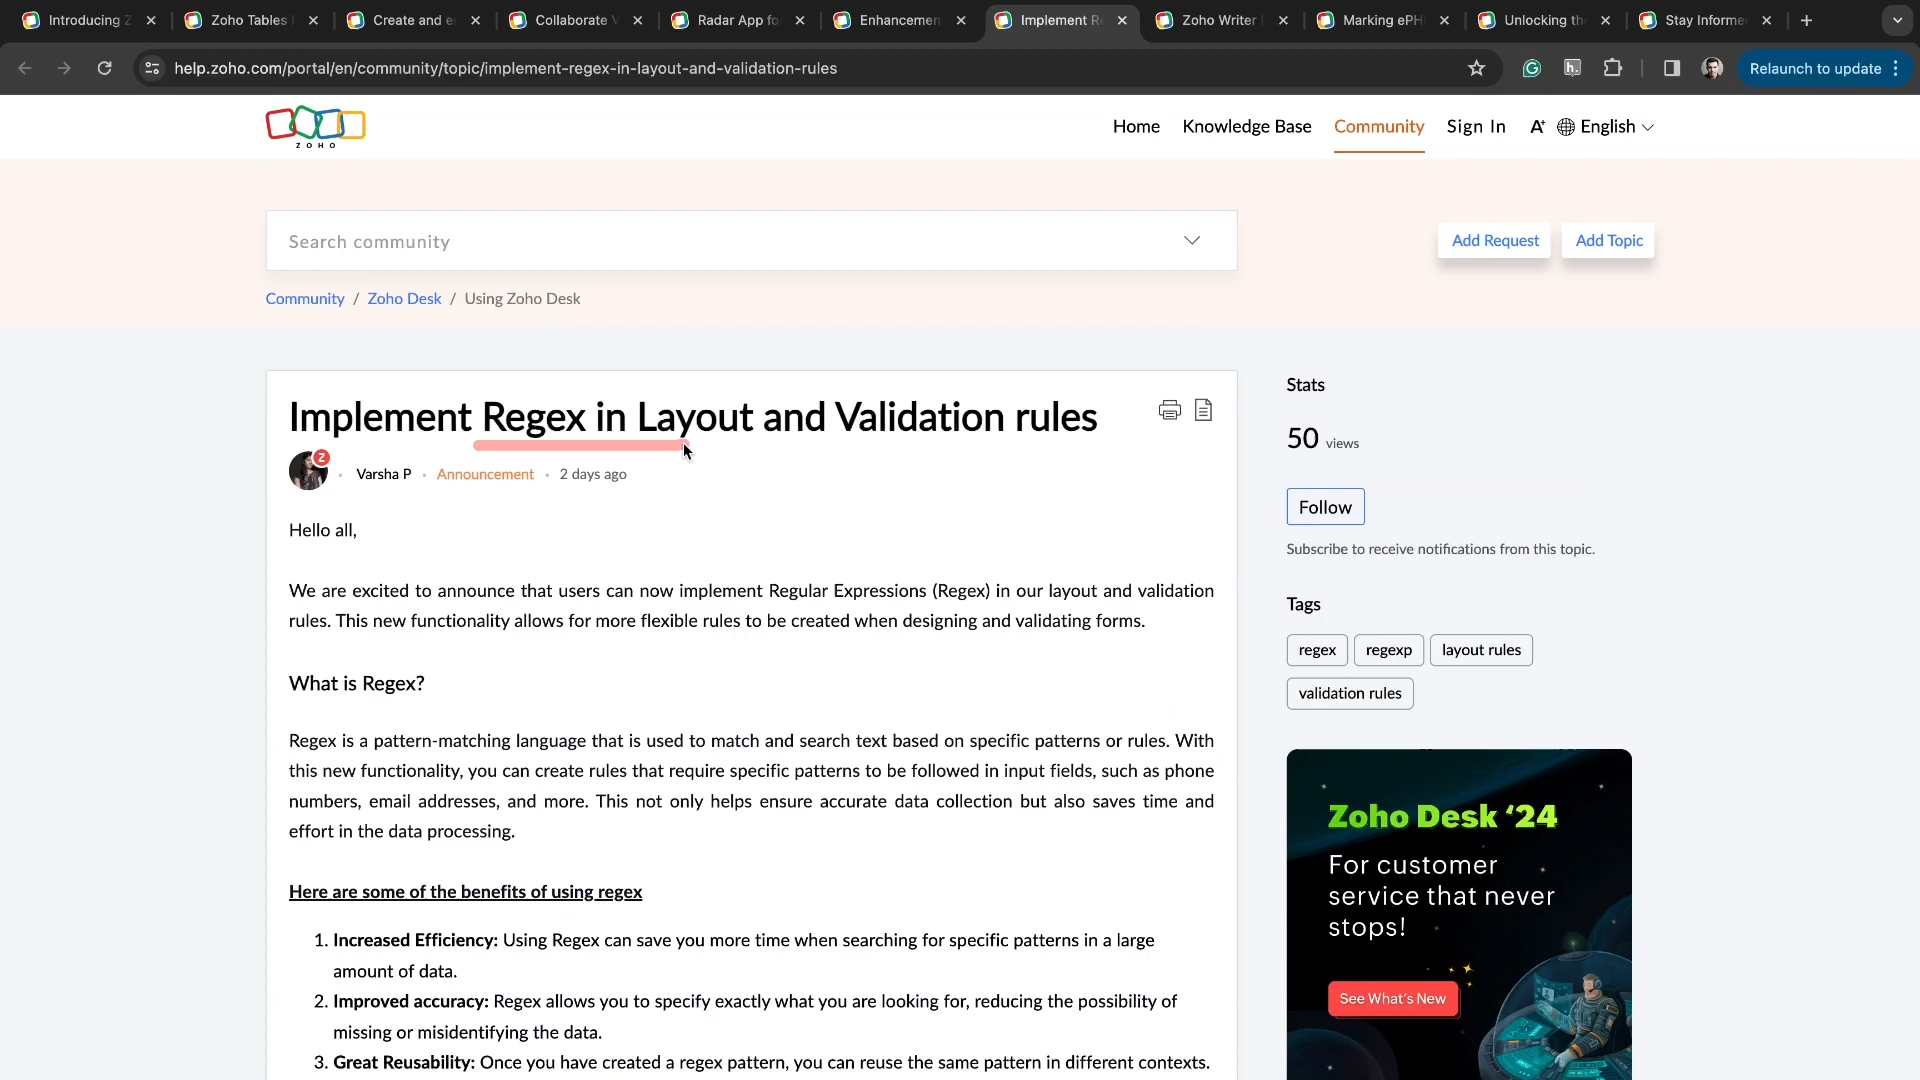 Introducing Z
Zoho Tables
Create and e
Collaborate
Radar App fo
Enhancemen
Implement Re
Zoho Writer
Marking ePH
Unlocking th
Stay Informe
help.zoho.com/portal/en/community/topic/implement-regex-in-layout-and-validation-rules
h.
Relaunch to update
ZOHO
Home
Knowledge Base
Community
Sign In
A+
English
Search community
Add Request
Add Topic
Community / Zoho Desk / Using Zoho Desk
Implement Regex in Layout and Validation rules
2
Varsha P · Announcement · 2 days ago
Hello all,
We are excited to announce that users can now implement Regular Expressions (Regex) in our layout and validation
rules. This new functionality allows for more flexible rules to be created when designing and validating forms.
What is Regex?
Regex is a pattern-matching language that is used to match and search text based on specific patterns or rules. With
this new functionality, you can create rules that require specific patterns to be followed in input fields, such as phone
numbers, email addresses, and more. This not only helps ensure accurate data collection but also saves time and
effort in the data processing.
Here are some of the benefits of using regex
1. Increased Efficiency: Using Regex can save you more time when searching for specific patterns in a large
amount of data.
2. Improved accuracy: Regex allows you to specify exactly what you are looking for, reducing the possibility of
missing or misidentifying the data.
3. Great Reusability: Once you have created a regex pattern, you can reuse the same pattern in different contexts.
Stats
50 views
Follow
Subscribe to receive notifications from this topic.
Tags
regex
regexp
layout rules
validation rules
Zoho Desk ‘24
For customer
service that never
stops!
See What's New